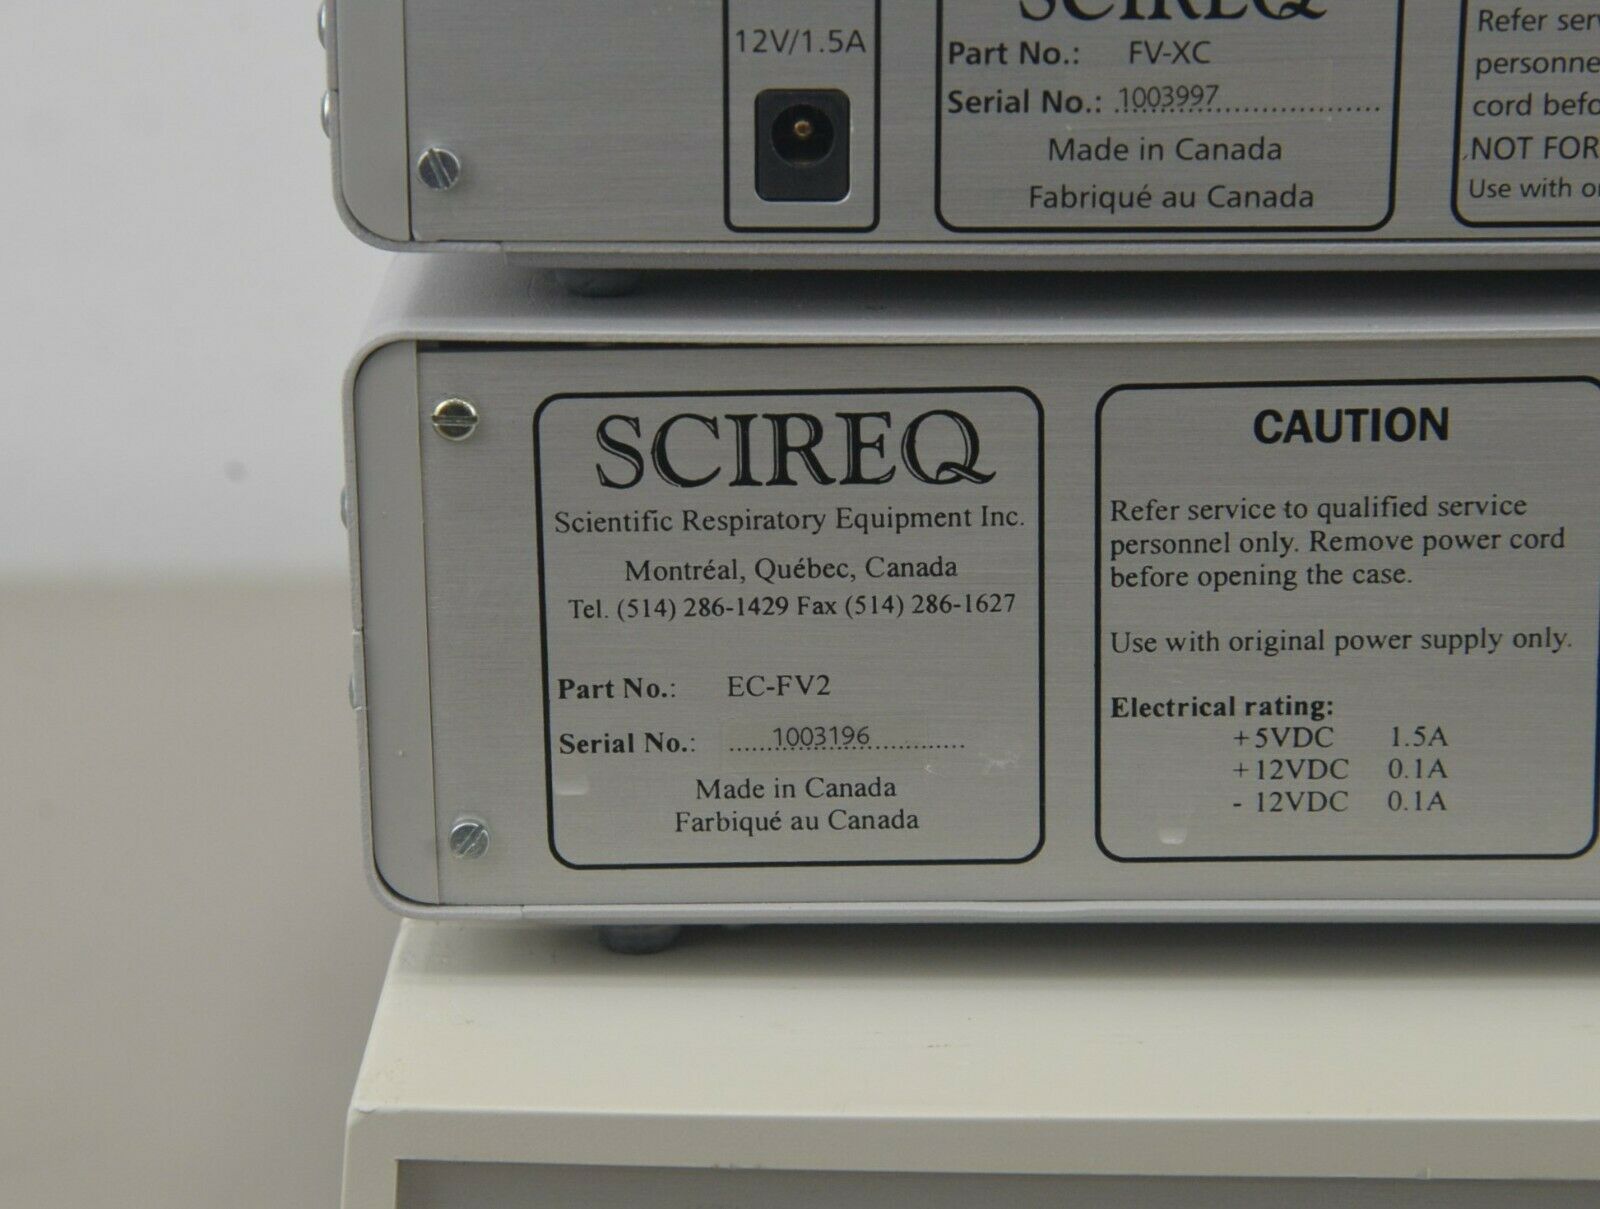 12V/1.5A
SCIREQ
Part No.: FV-XC
Serial No.: 1003997
Made in Canada
Fabriqué au Canada
Refer
personne
cord
NOT FOR
Use with
SCIREQ
Scientific Respiratory Equipment Inc.
Montréal, Québec, Canada
Tel. (514) 286-1429 Fax (514) 286-1627
Part No.: EC-FV2
Serial No.: 1003196
Made in Canada
Farbiqué au Canada
CAUTION
Refer service to qualified service
personnel only. Remove power cord
before opening the case.
Use with original power supply only.
Electrical rating:
+5VDC 1.5A
+12VDC 0.1A
- 12VDC 0.1A